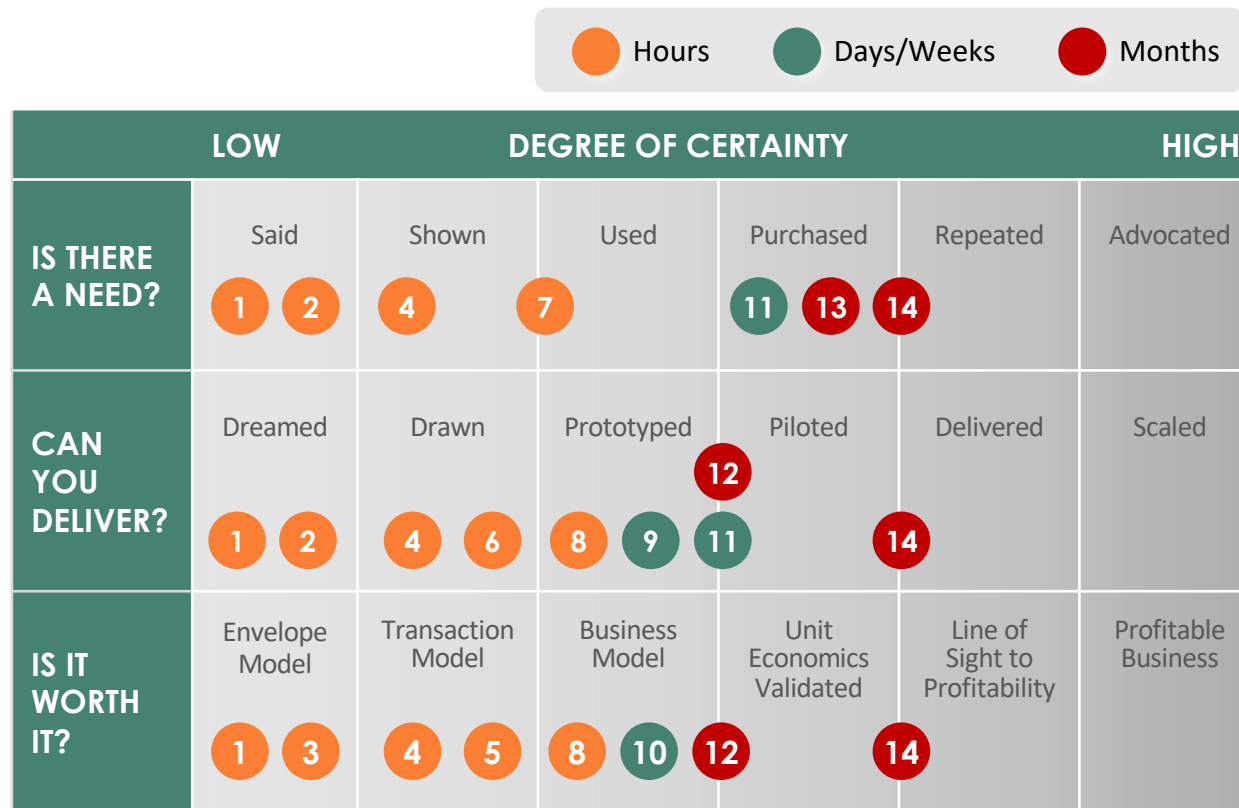 Hours Days/Weeks Months
LOW DEGREE OF CERTAINTY HIGH
IS THERE
A NEED?
Said Shown Used Purchased Repeated Advocated
1 2 4 7 11 13 14
CAN
YOU
DELIVER?
Dreamed Drawn Prototyped Piloted Delivered Scaled
12
1 2 4 6 8 9 11 14
IS IT
WORTH
IT?
Envelope
Model
Transaction
Model
Business
Model
Unit
Economics
Validated
Line of
Sight to
Profitability
Profitable
Business
1 3 4 5 8 10 12 14